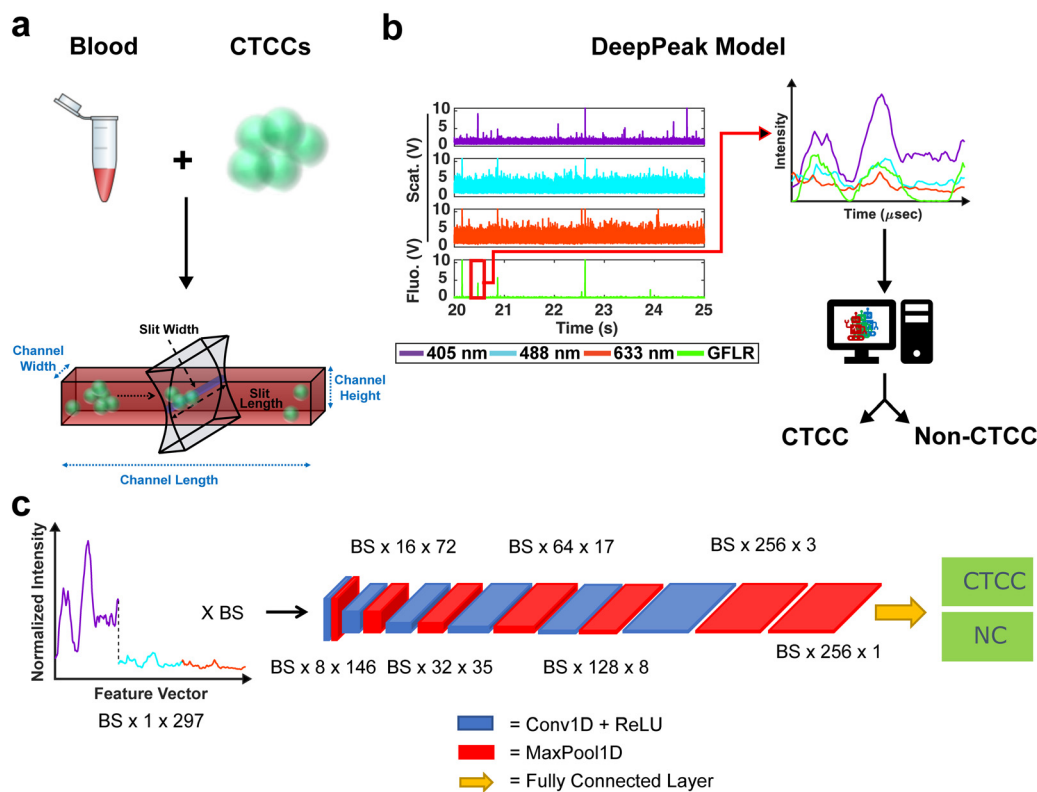 a
Blood
CTCCs
+
Slit Width
Channel
Width
Slit
Length
Channel
Height
Channel Length
b
DeepPeak Model
Scat. (V)
Fluo. (V)
10
5
0
10
5
0
10
5
0
10
5
0
20
21
22
23
24
25
Time (s)
405 nm
488 nm
633 nm
GFLR
Intensity
Time (μsec)
CTCC
Non-CTCC
c
Normalized Intensity
Feature Vector
BS x 1 x 297
X BS
BS x 16 x 72
BS x 64 x 17
BS x 256 x 3
BS x 8 x 146
BS x 32 x 35
BS x 128 x 8
BS x 256 x 1
CTCC
NC
= Conv1D + ReLU
= MaxPool1D
= Fully Connected Layer